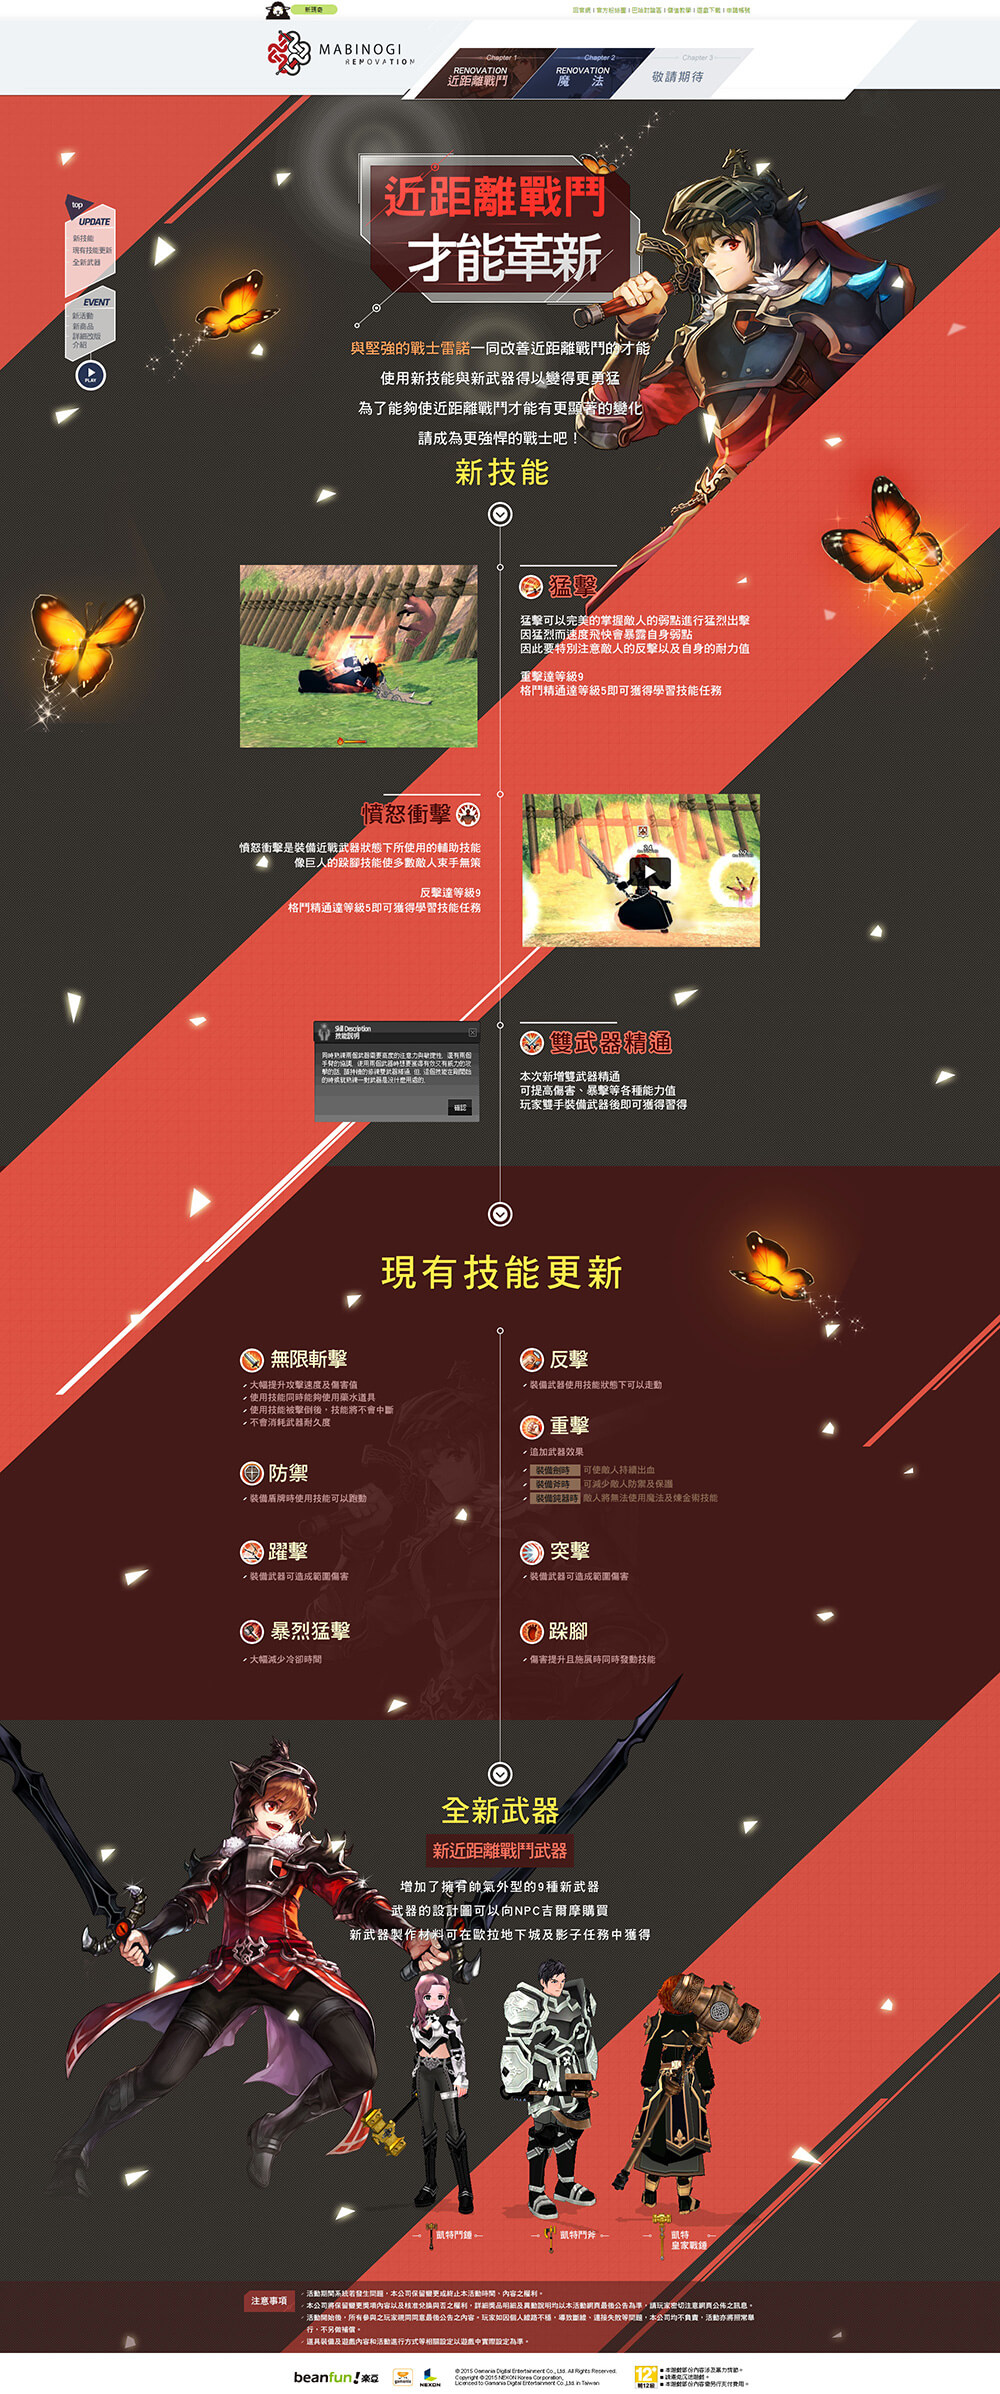 新瑪奇
MABINOGI
RENOVATION
Chapter 1
RENOVATION
近距離戰鬥
Chapter 2
RENOVATION
魔 法
Chapter 3
敬請期待
top
UPDATE
新技能
現有技能更新
全新武器
EVENT
新活動
新商品
詳細改版
介紹
PLAY
近距離戰鬥
才能革新
與堅強的戰士雷諾一同改善近距離戰鬥的才能
使用新技能與新武器得以變得更勇猛
為了能夠使近距離戰鬥才能有更顯著的變化
請成為更強悍的戰士吧！
新技能
猛擊
猛擊可以完美的掌握敵人的弱點進行猛烈出擊
因猛烈而速度飛快會暴露自身弱點
因此要特別注意敵人的反擊以及自身的耐力值
重擊達等級9
格鬥精通達等級5即可獲得學習技能任務
憤怒衝擊
憤怒衝擊是裝備近戰武器狀態下所使用的輔助技能
像巨人的跺腳技能使多數敵人束手無策
反擊達等級9
格鬥精通達等級5即可獲得學習技能任務
Skill Description
技能說明
確認
雙武器精通
本次新增雙武器精通
可提高傷害、暴擊等各種能力值
玩家雙手裝備武器後即可獲得習得
現有技能更新
無限斬擊
大幅提升攻擊速度及傷害值
使用技能同時能夠使用藥水道具
使用技能被擊倒後，技能將不會中斷
不會消耗武器耐久度
防禦
裝備盾牌時使用技能可以跑動
躍擊
裝備武器可造成範圍傷害
暴烈猛擊
大幅減少冷卻時間
反擊
裝備武器使用技能狀態下可以走動
重擊
追加武器效果
裝備劍時 可使敵人持續出血
裝備斧時 可減少敵人防禦及保護
裝備鈍器時 敵人將無法使用魔法及煉金術技能
突擊
裝備武器可造成範圍傷害
跺腳
傷害提升且施展時同時發動技能
全新武器
新近距離戰鬥武器
增加了擁有帥氣外型的9種新武器
武器的設計圖可以向NPC吉爾摩購買
新武器製作材料可在歐拉地下城及影子任務中獲得
凱特鬥鎚
凱特鬥斧
凱特
皇家戰錘
注意事項
活動期間系統若發生問題，本公司保留變更或終止本活動時間、內容之權利。
本公司將保留變更獎項內容以及核准兌換與否之權利，詳細獎品明細及異動說明均以本活動網頁最後公告為準，請玩家密切注意網頁公佈之訊息。
活動開始後，所有參與之玩家視同同意最後公告之內容。玩家如因個人線路不穩，導致斷線、連接失敗等問題，本公司均不負責，活動亦將照常舉
行，不另做補償。
道具裝備及遊戲內容和活動進行方式等相關設定以遊戲中實際設定為準。
beanfun! 樂豆
gamania
NEXON
© 2015 Gamania Digital Entertainment Co., Ltd. All Rights Reserved.
Copyright © 2015 NEXON Korea Corporation.
Licensed to Gamania Digital Entertainment Co.,Ltd. in Taiwan
12+
輔12級
本遊戲部份內容涉及暴力情節。
請避免沉迷遊戲。
本遊戲部份內容需另行支付費用。